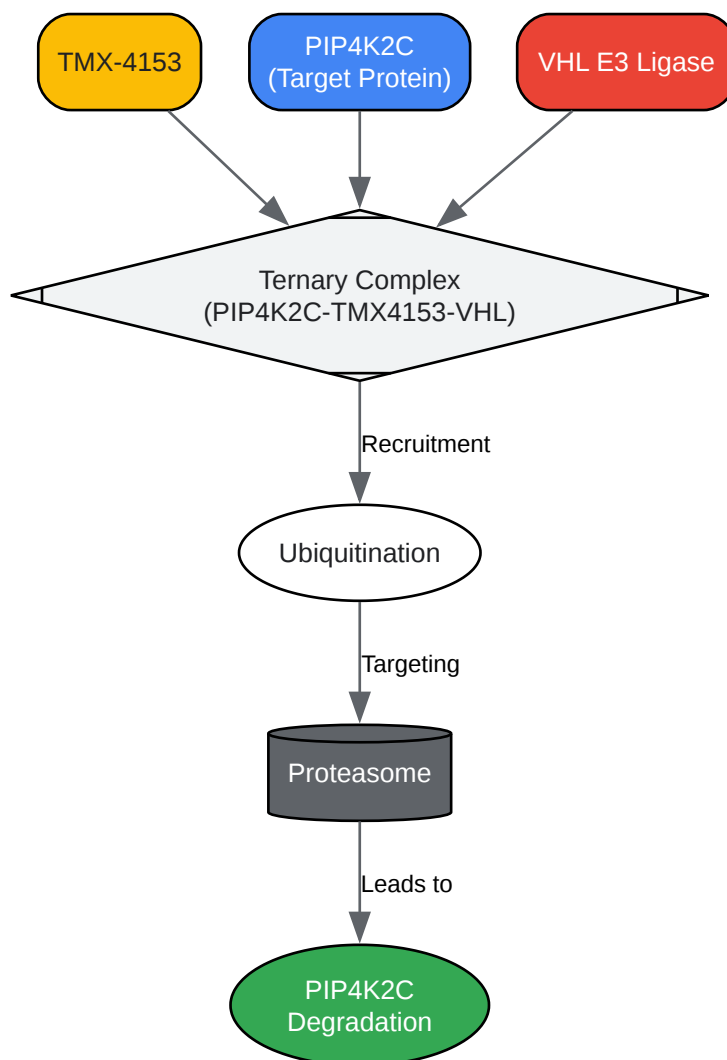 TMX-4153
PIP4K2C
(Target Protein)
VHL E3 Ligase
Ternary Complex
(PIP4K2C-TMX4153-VHL)
Recruitment
Ubiquitination
Targeting
Proteasome
Leads to
PIP4K2C
Degradation